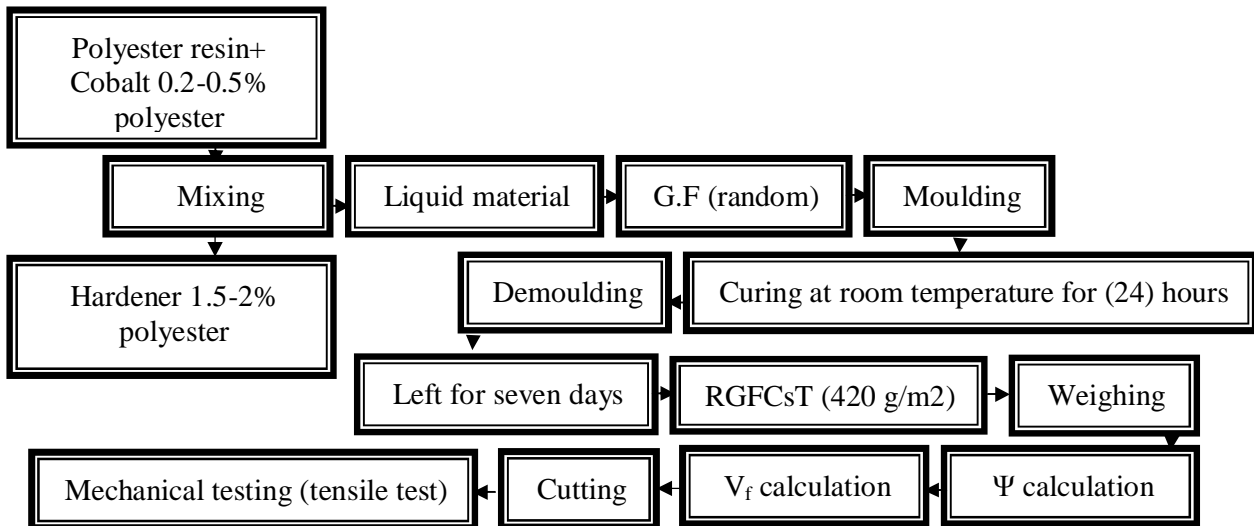 Polyester resin+
Cobalt 0.2-0.5%
polyester
Mixing
Liquid material
G.F (random)
Moulding
Hardener 1.5-2%
polyester
Demoulding
Curing at room temperature for (24) hours
Left for seven days
RGFCsT (420 g/m2)
Weighing
Mechanical testing (tensile test)
Cutting
Vf calculation
Ψ calculation